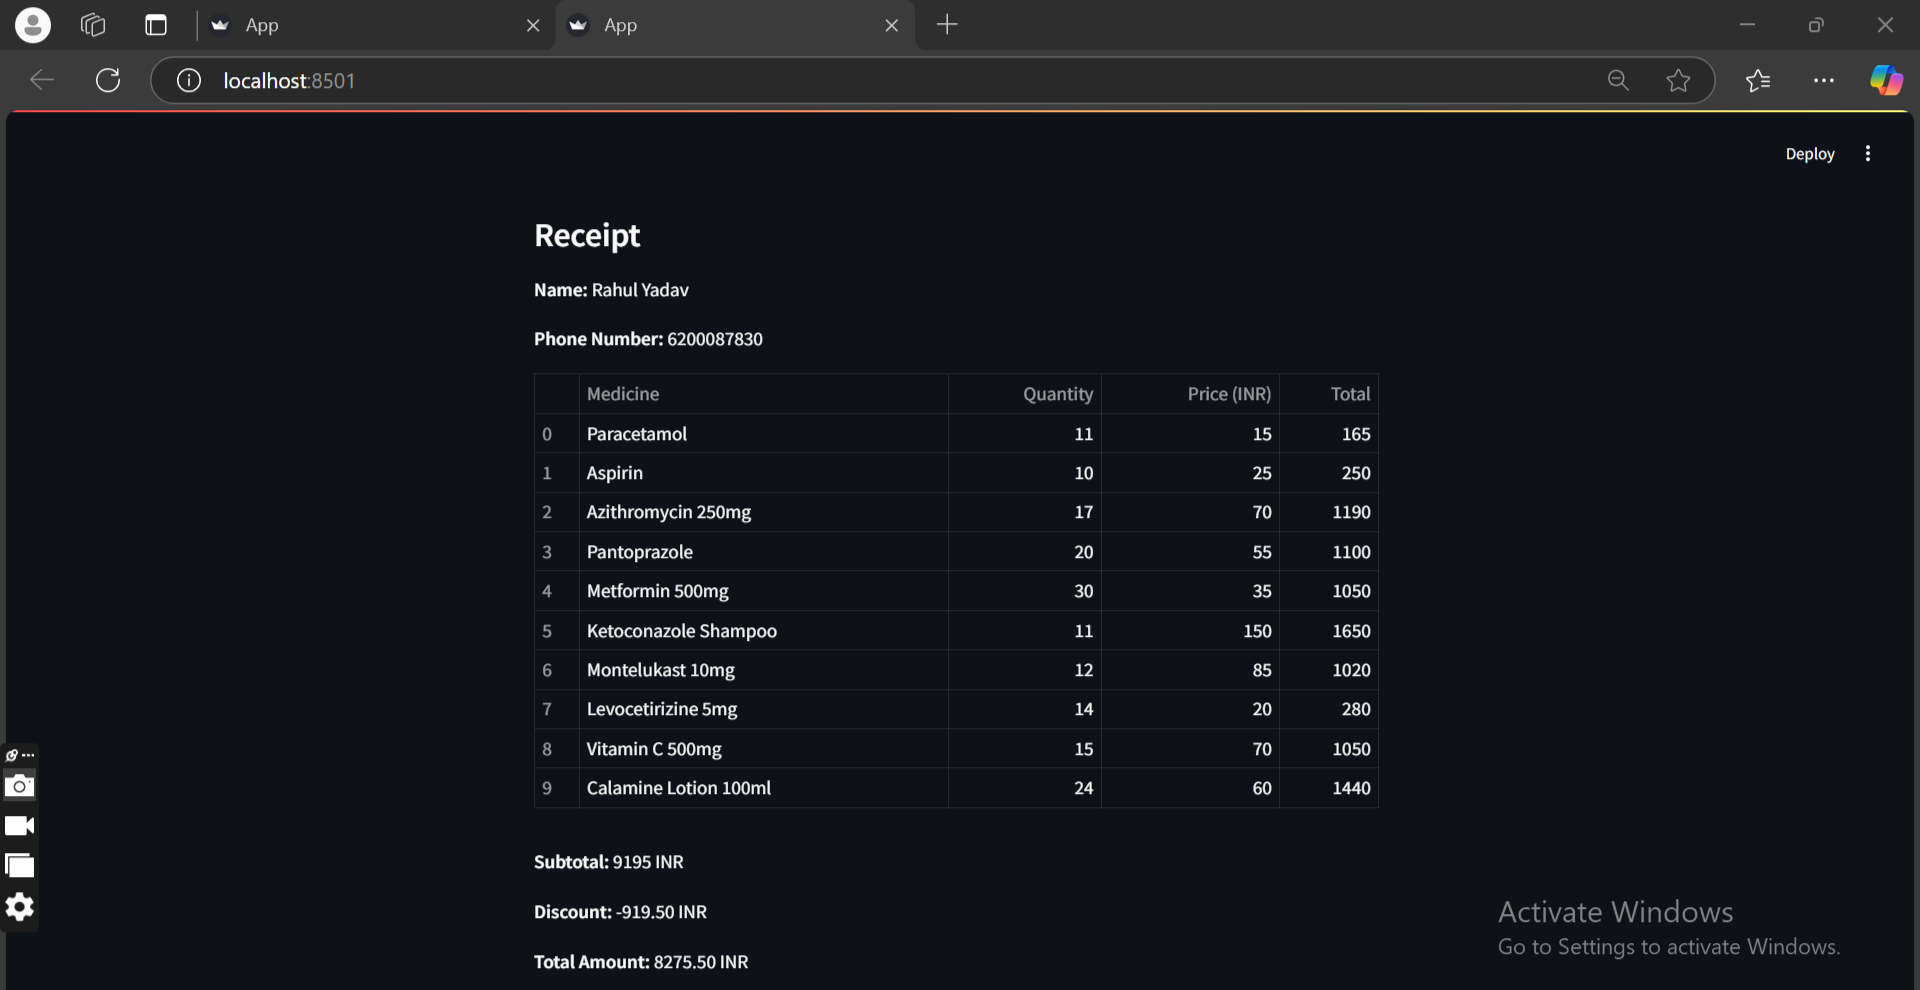 App
App
localhost:8501
Deploy
Receipt
Name: Rahul Yadav
Phone Number: 6200087830
Medicine Quantity Price (INR) Total
0 Paracetamol 11 15 165
1 Aspirin 10 25 250
2 Azithromycin 250mg 17 70 1190
3 Pantoprazole 20 55 1100
4 Metformin 500mg 30 35 1050
5 Ketoconazole Shampoo 11 150 1650
6 Montelukast 10mg 12 85 1020
7 Levocetirizine 5mg 14 20 280
8 Vitamin C 500mg 15 70 1050
9 Calamine Lotion 100ml 24 60 1440
Subtotal: 9195 INR
Discount: -919.50 INR
Total Amount: 8275.50 INR
Activate Windows
Go to Settings to activate Windows.